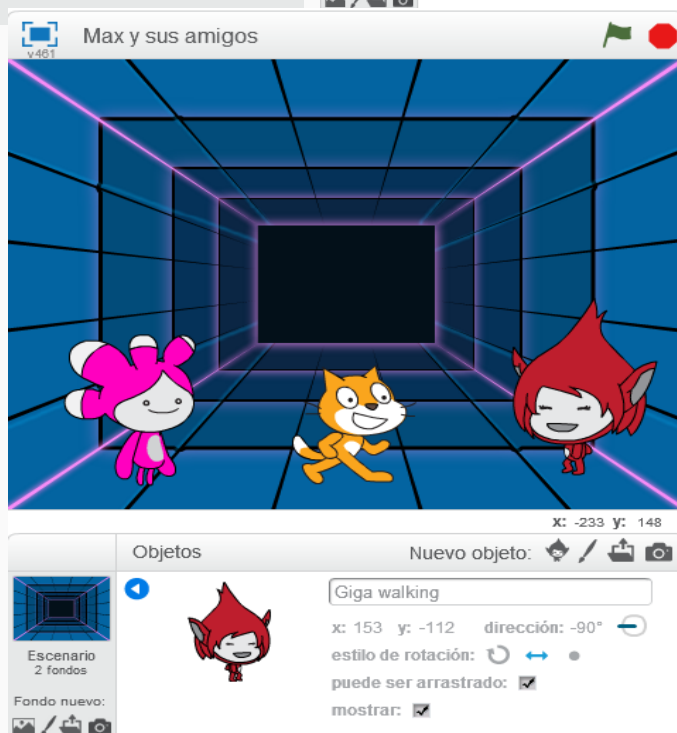 Max y sus amigos
v461
x: -233 y: 148
Objetos
Nuevo objeto:
Giga walking
x: 153 y: -112 dirección: -90°
Escenario
2 fondos
estilo de rotación:
puede ser arrastrado:
Fondo nuevo:
mostrar: